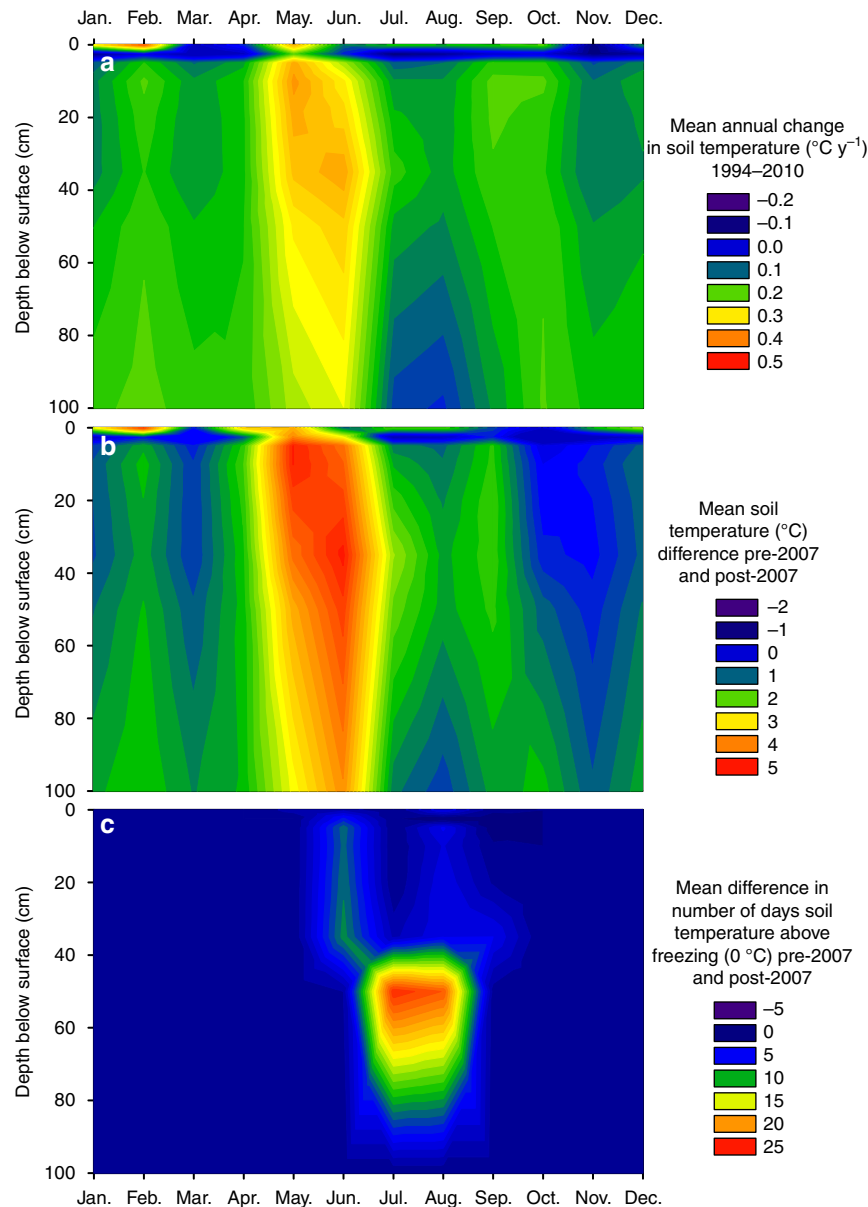 Jan. Feb. Mar. Apr. May. Jun. Jul. Aug. Sep. Oct. Nov. Dec.
a
Depth below surface (cm)
0
20
40
60
80
100
Mean annual change
in soil temperature (°C y⁻¹)
1994–2010
–0.2
–0.1
0.0
0.1
0.2
0.3
0.4
0.5
b
Depth below surface (cm)
0
20
40
60
80
100
Mean soil
temperature (°C)
difference pre-2007
and post-2007
–2
–1
0
1
2
3
4
5
c
Depth below surface (cm)
0
20
40
60
80
100
Mean difference in
number of days soil
temperature above
freezing (0 °C) pre-2007
and post-2007
–5
0
5
10
15
20
25
Jan. Feb. Mar. Apr. May. Jun. Jul. Aug. Sep. Oct. Nov. Dec.